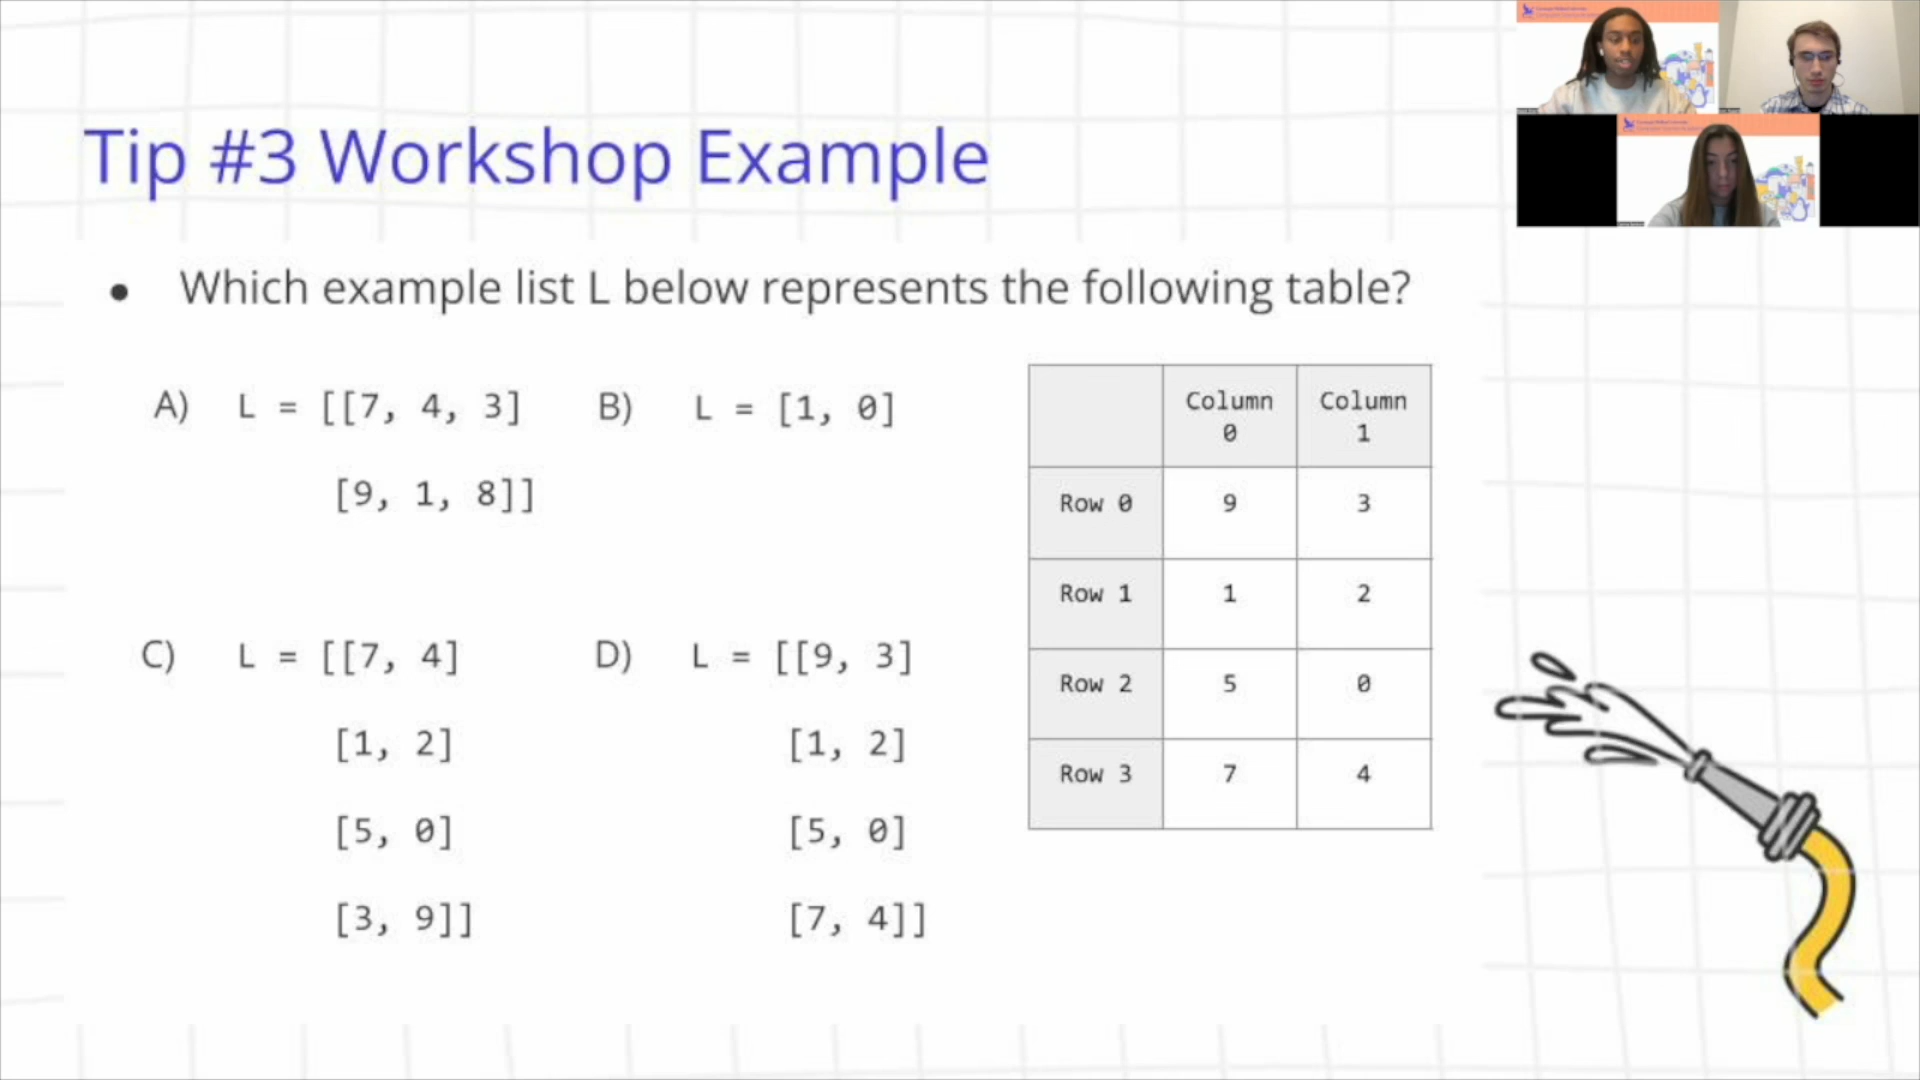 Tip #3 Workshop Example
● Which example list L below represents the following table?
A) L = [[7, 4, 3]
[9, 1, 8]]
B) L = [1, 0]
C) L = [[7, 4]
[1, 2]
[5, 0]
[3, 9]]
D) L = [[9, 3]
[1, 2]
[5, 0]
[7, 4]]
Column 0 Column 1
Row 0 9 3
Row 1 1 2
Row 2 5 0
Row 3 7 4